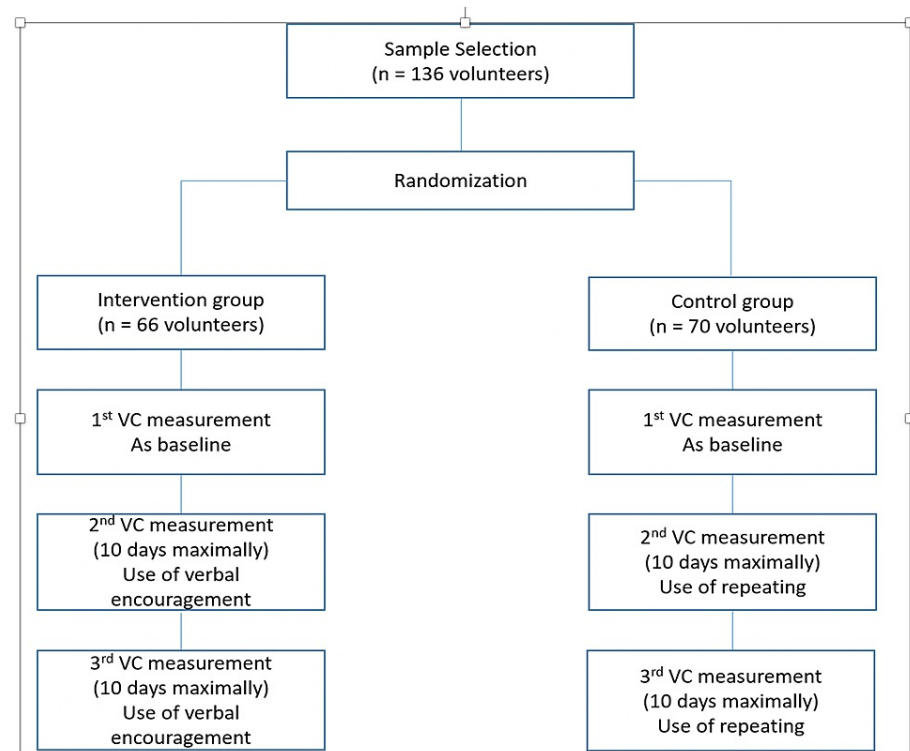 Sample Selection
(n = 136 volunteers)
Randomization
Intervention group
(n = 66 volunteers)
Control group
(n = 70 volunteers)
1st VC measurement
As baseline
1st VC measurement
As baseline
2nd VC measurement
(10 days maximally)
Use of verbal
encouragement
2nd VC measurement
(10 days maximally)
Use of repeating
3rd VC measurement
(10 days maximally)
Use of verbal
encouragement
3rd VC measurement
(10 days maximally)
Use of repeating